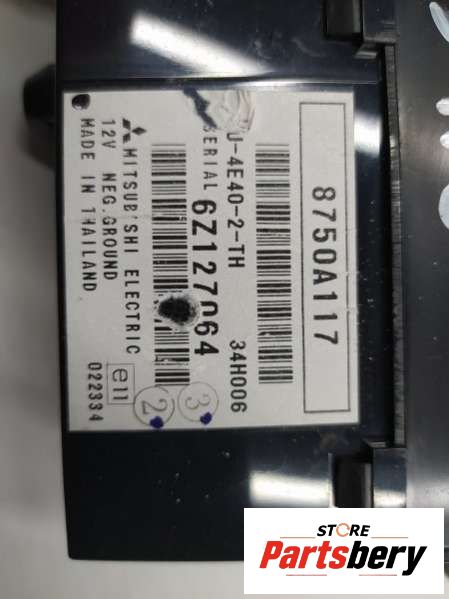 8750A117
U-4E40-2-TH 34H006
SERIAL 6Z127064
MITSUBISHI ELECTRIC
12V NEG.GROUND
MADE IN THAILAND
e11
022334
3
2
STORE
Partsbery